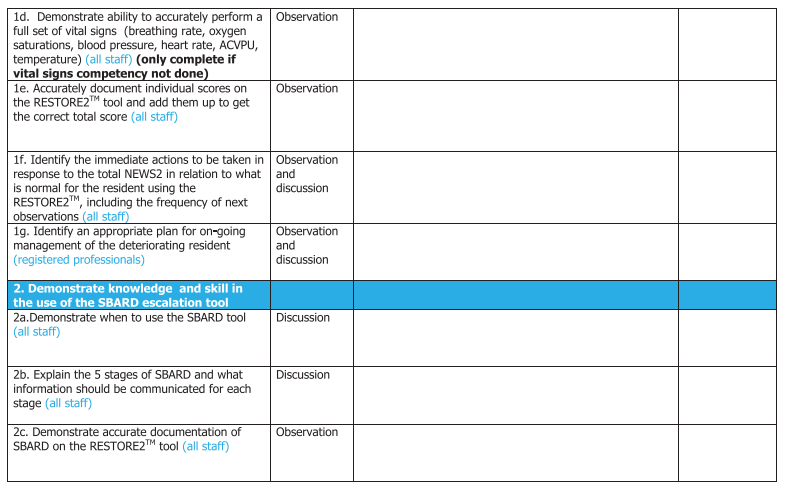 1d.  Demonstrate ability to accurately perform a
full set of vital signs  (breathing rate, oxygen
saturations, blood pressure, heart rate, ACVPU,
temperature) (all staff) (only complete if
vital signs competency not done)
Observation
1e. Accurately document individual scores on
the RESTORE2™ tool and add them up to get
the correct total score (all staff)
Observation
1f. Identify the immediate actions to be taken in
response to the total NEWS2 in relation to what
is normal for the resident using the
RESTORE2™, including the frequency of next
observations (all staff)
Observation
and
discussion
1g. Identify an appropriate plan for on-going
management of the deteriorating resident
(registered professionals)
Observation
and
discussion
2. Demonstrate knowledge  and skill in
the use of the SBARD escalation tool
2a.Demonstrate when to use the SBARD tool
(all staff)
Discussion
2b. Explain the 5 stages of SBARD and what
information should be communicated for each
stage (all staff)
Discussion
2c. Demonstrate accurate documentation of
SBARD on the RESTORE2™ tool (all staff)
Observation